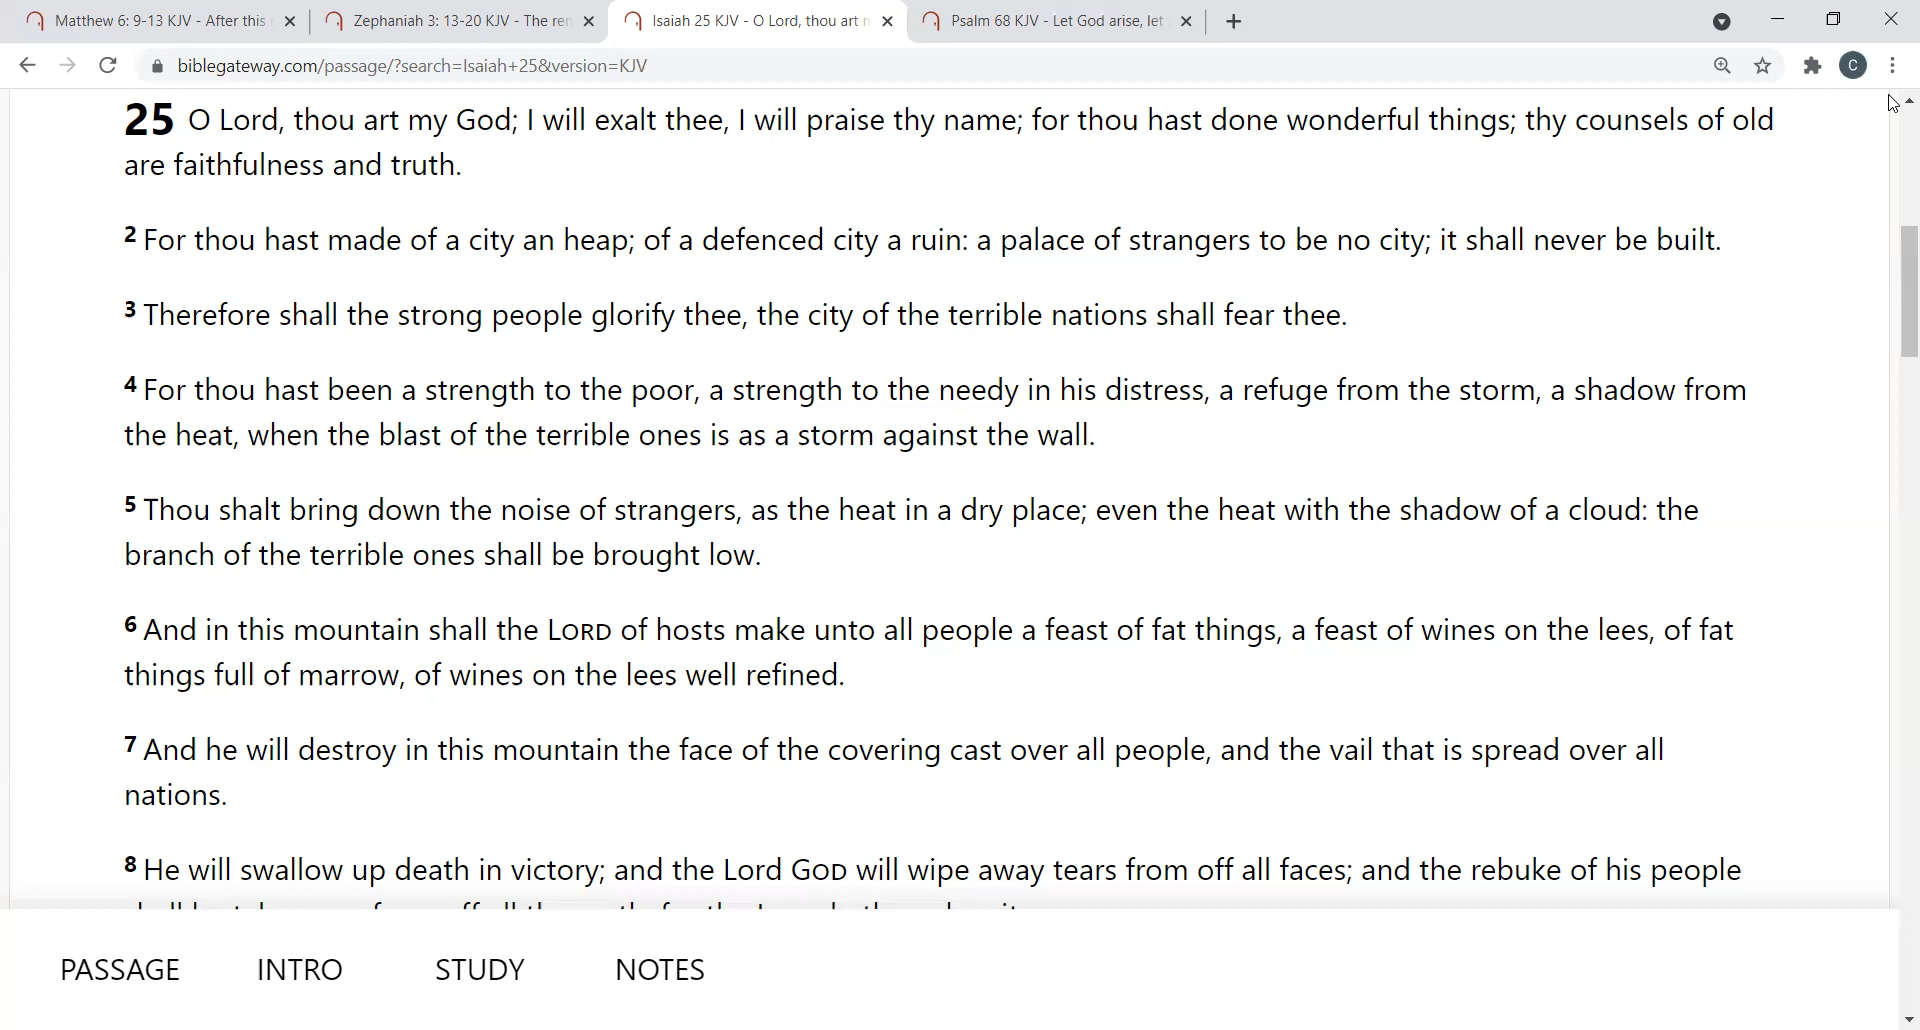 Matthew 6: 9-13 KJV - After this
Zephaniah 3: 13-20 KJV - The ren
Isaiah 25 KJV - O Lord, thou art m
Psalm 68 KJV - Let God arise, let
biblegateway.com/passage/?search=Isaiah+25&version=KJV
C
25 O Lord, thou art my God; I will exalt thee, I will praise thy name; for thou hast done wonderful things; thy counsels of old
are faithfulness and truth.
2 For thou hast made of a city an heap; of a defenced city a ruin: a palace of strangers to be no city; it shall never be built.
3 Therefore shall the strong people glorify thee, the city of the terrible nations shall fear thee.
4 For thou hast been a strength to the poor, a strength to the needy in his distress, a refuge from the storm, a shadow from
the heat, when the blast of the terrible ones is as a storm against the wall.
5 Thou shalt bring down the noise of strangers, as the heat in a dry place; even the heat with the shadow of a cloud: the
branch of the terrible ones shall be brought low.
6 And in this mountain shall the LORD of hosts make unto all people a feast of fat things, a feast of wines on the lees, of fat
things full of marrow, of wines on the lees well refined.
7 And he will destroy in this mountain the face of the covering cast over all people, and the vail that is spread over all
nations.
8 He will swallow up death in victory; and the Lord GOD will wipe away tears from off all faces; and the rebuke of his people
PASSAGE INTRO STUDY NOTES